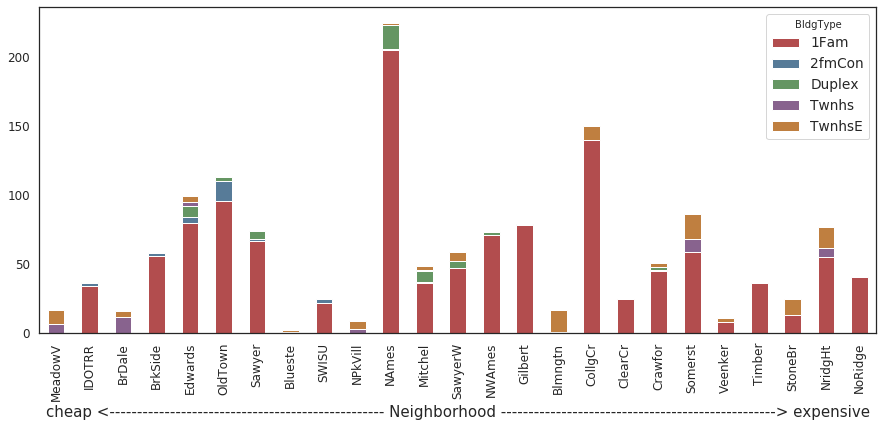 BldgType
1Fam
2fmCon
Duplex
Twnhs
TwnhsE
200
150
100
50
0
MeadowV
IDOTRR
BrDale
BrkSide
Edwards
OldTown
Sawyer
Blueste
SWISU
NPkVill
NAmes
Mitchel
SawyerW
NWAmes
Gilbert
Blmngtn
CollgCr
ClearCr
Crawfor
Somerst
Veenker
Timber
StoneBr
NridgHt
NoRidge
cheap <----------------------------------------------- Neighborhood -----------------------------------------------> expensive